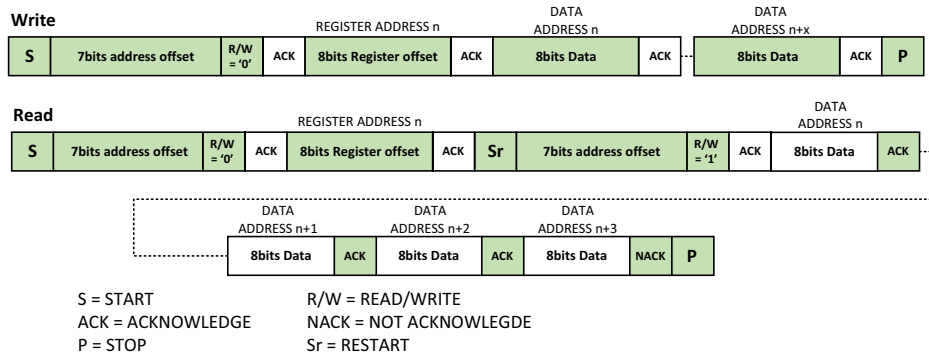 Write
REGISTER ADDRESS n
DATA
ADDRESS n
DATA
ADDRESS n+x
S 7bits address offset R/W = ‘0’ ACK 8bits Register offset ACK 8bits Data ACK 8bits Data ACK P
Read
REGISTER ADDRESS n
DATA
ADDRESS n
S 7bits address offset R/W = ‘0’ ACK 8bits Register offset ACK Sr 7bits address offset R/W = ‘1’ ACK 8bits Data ACK
DATA
ADDRESS n+1
DATA
ADDRESS n+2
DATA
ADDRESS n+3
8bits Data ACK 8bits Data ACK 8bits Data NACK P
S = START R/W = READ/WRITE
ACK = ACKNOWLEDGE NACK = NOT ACKNOWLEGDE
P = STOP Sr = RESTART